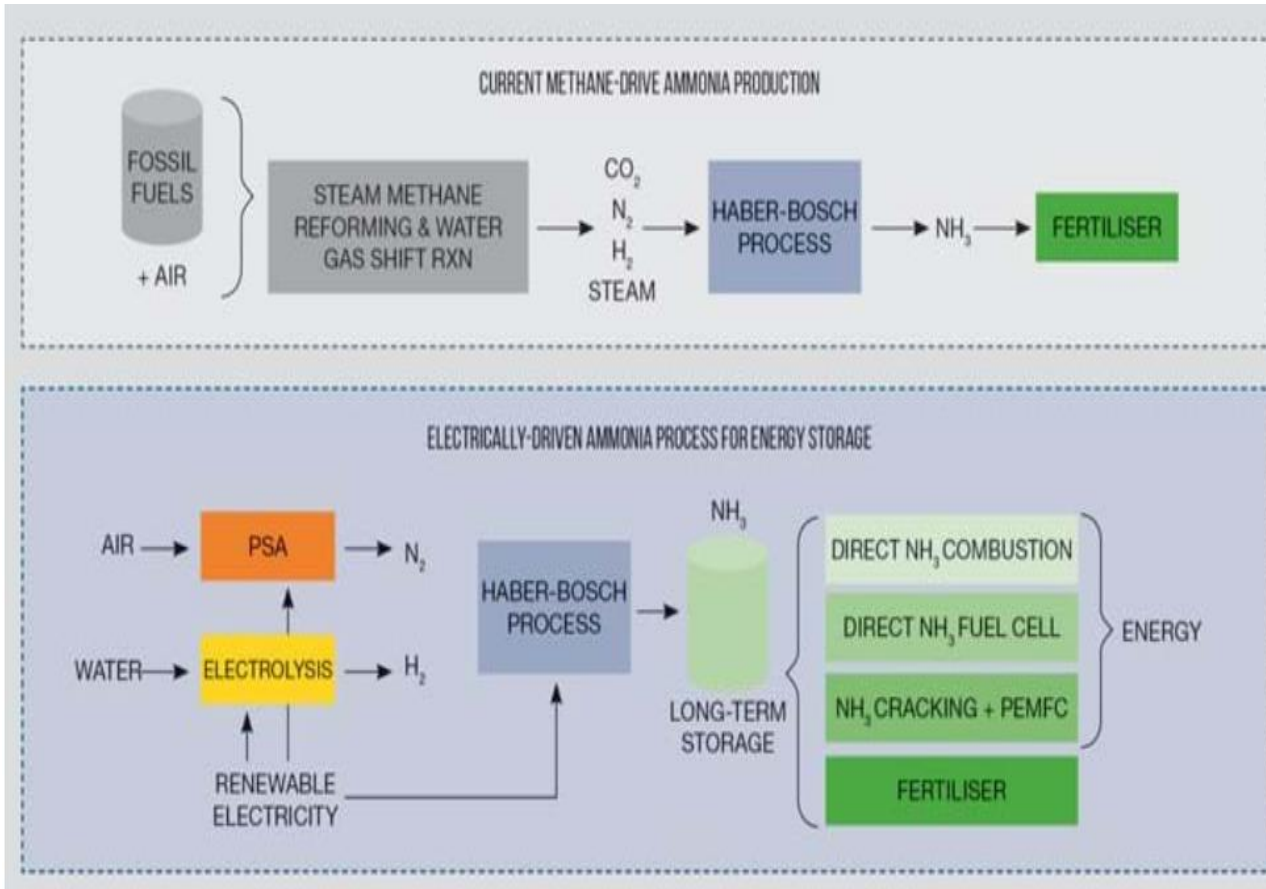 CURRENT METHANE-DRIVE AMMONIA PRODUCTION
FOSSIL
FUELS
+ AIR
STEAM METHANE
REFORMING & WATER
GAS SHIFT RXN
CO₂
N₂
H₂
STEAM
HABER-BOSCH
PROCESS
NH₃
FERTILISER
ELECTRICALLY-DRIVEN AMMONIA PROCESS FOR ENERGY STORAGE
AIR
PSA
N₂
WATER
ELECTROLYSIS
H₂
RENEWABLE
ELECTRICITY
HABER-BOSCH
PROCESS
NH₃
LONG-TERM
STORAGE
DIRECT NH₃ COMBUSTION
DIRECT NH₃ FUEL CELL
NH₃ CRACKING + PEMFC
FERTILISER
ENERGY